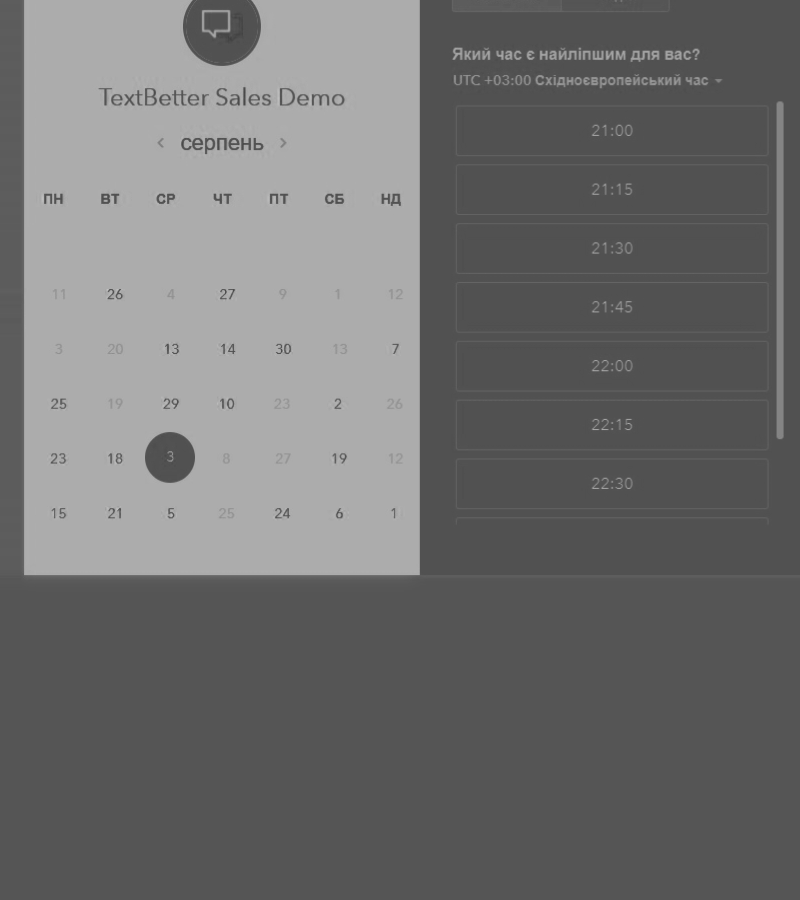 TextBetter Sales Demo
серпень
ПН ВТ СР ЧТ ПТ СБ НД
11 26 4 27 9 1 12
3 20 13 14 30 13 7
25 19 29 10 23 2 26
23 18 3 8 27 19 12
15 21 5 25 24 6 1
Який час є найліпшим для вас?
UTC +03:00 Східноєвропейський час
21:00
21:15
21:30
21:45
22:00
22:15
22:30